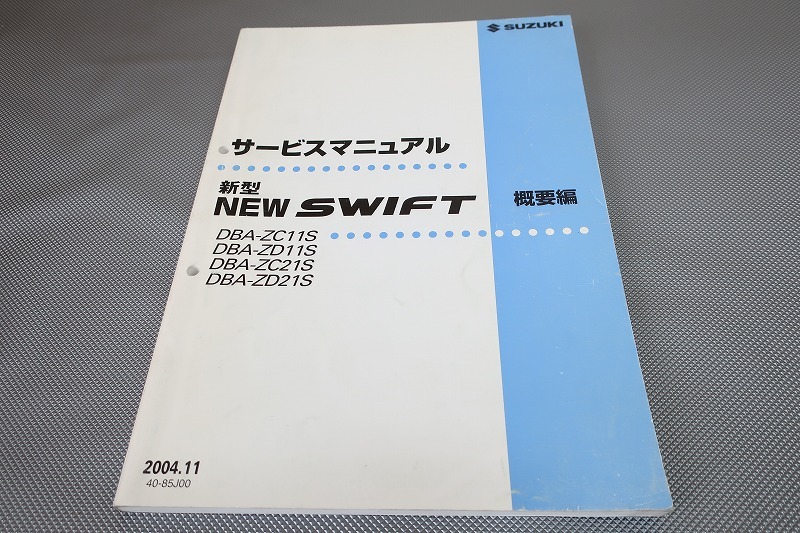 SUZUKI
サービスマニュアル
新型
NEW SWIFT
概要編
DBA-ZC11S
DBA-ZD11S
DBA-ZC21S
DBA-ZD21S
2004.11
40-85J00